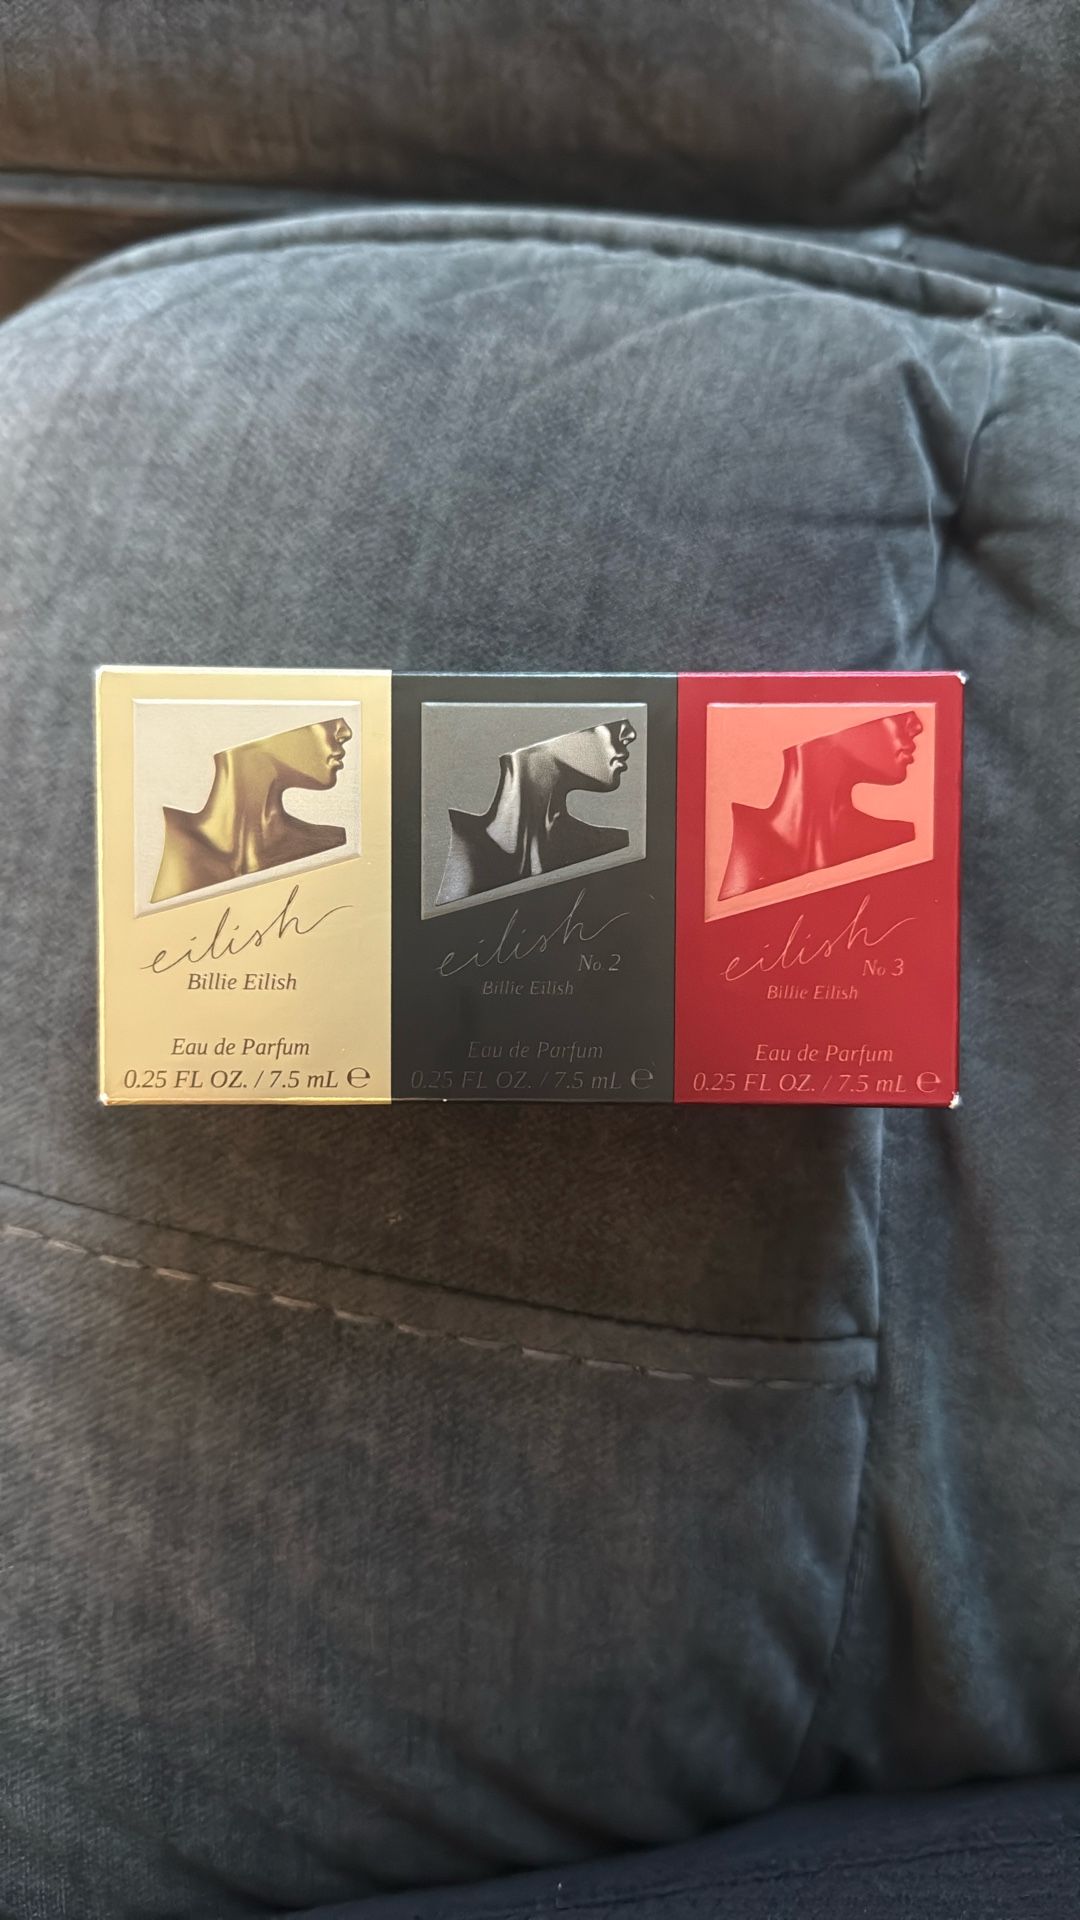 eilish
Billie Eilish
Eau de Parfum
0.25 FL OZ. / 7.5 mL ℮
eilish
No. 2
Billie Eilish
Eau de Parfum
0.25 FL OZ. / 7.5 mL ℮
eilish
No 3
Billie Eilish
Eau de Parfum
0.25 FL OZ. / 7.5 mL ℮